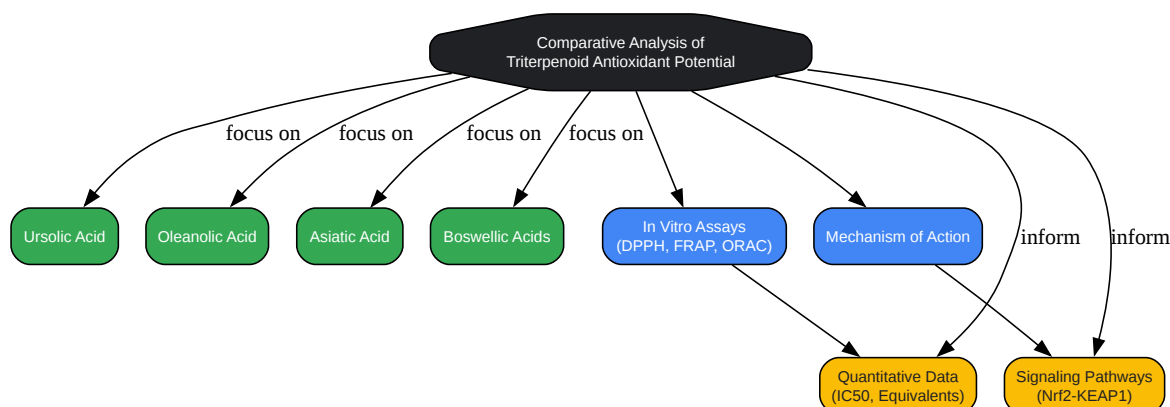 Comparative Analysis of
Triterpenoid Antioxidant Potential
focus on
focus on
focus on
focus on
Ursolic Acid
Oleanolic Acid
Asiatic Acid
Boswellic Acids
In Vitro Assays
(DPPH, FRAP, ORAC)
Mechanism of Action
inform
inform
Quantitative Data
(IC50, Equivalents)
Signaling Pathways
(Nrf2-KEAP1)